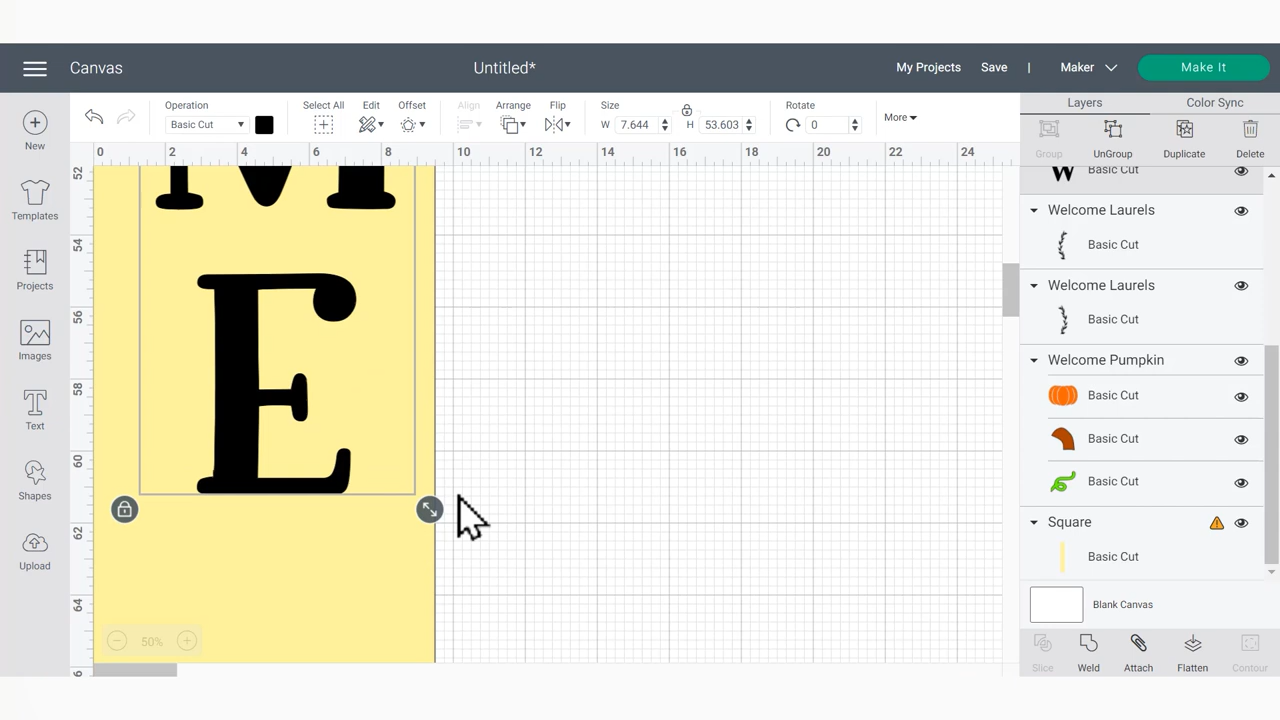 Canvas
Untitled*
My Projects Save | Maker Make It
Operation
Basic Cut
Select All
Edit
Offset
Align
Arrange
Flip
Size
W 7.644
H 53.603
Rotate
0
More
Layers
Color Sync
Group
UnGroup
Duplicate
Delete
New
Templates
Projects
Images
Text
Shapes
Upload
0 2 4 6 8 10 12 14 16 18 20 22 24
52
54
56
58
60
62
64
M
E
50%
W Basic Cut
Welcome Laurels
Basic Cut
Welcome Laurels
Basic Cut
Welcome Pumpkin
Basic Cut
Basic Cut
Basic Cut
Square
Basic Cut
Blank Canvas
Slice
Weld
Attach
Flatten
Contour